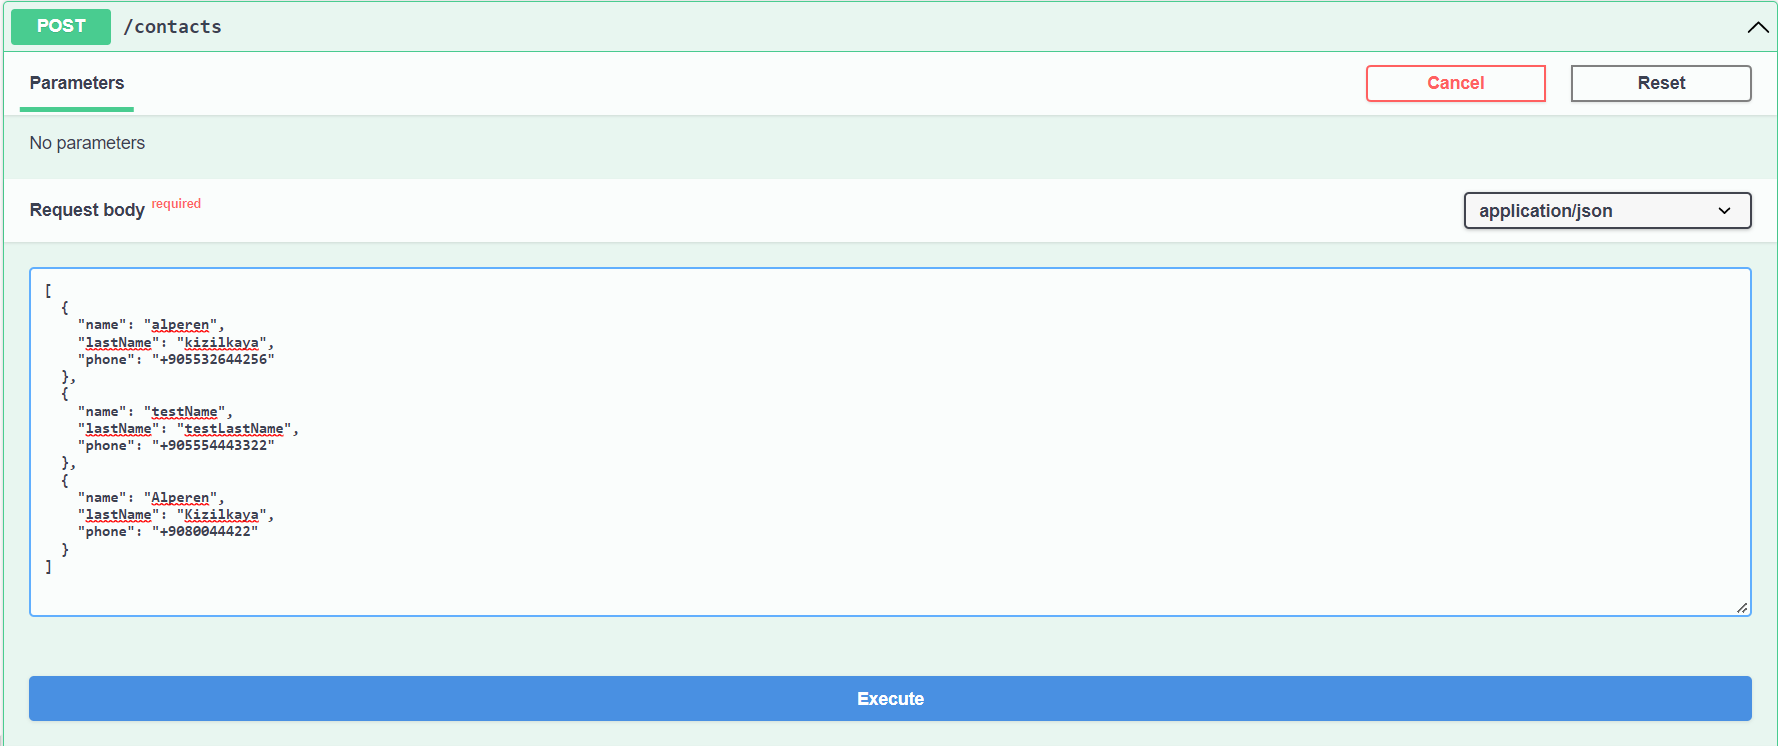 POST /contacts
Parameters
Cancel
Reset
No parameters
Request body required
application/json
[
  {
    "name": "alperen",
    "lastName": "kizilkaya",
    "phone": "+905532644256"
  },
  {
    "name": "testName",
    "lastName": "testLastName",
    "phone": "+905554443322"
  },
  {
    "name": "Alperen",
    "lastName": "Kizilkaya",
    "phone": "+9080044422"
  }
]
Execute